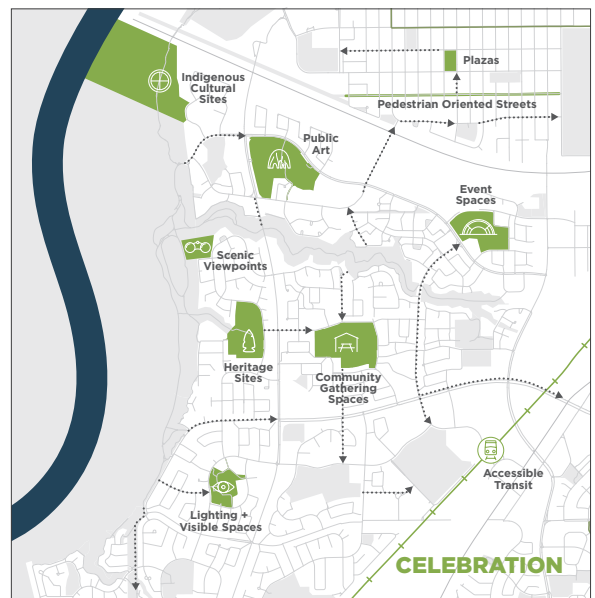 Plazas
Indigenous
Cultural
Sites
Pedestrian Oriented Streets
Public
Art
Event
Spaces
Scenic
Viewpoints
Heritage
Sites
Community
Gathering
Spaces
Accessible
Transit
Lighting +
Visible Spaces
CELEBRATION